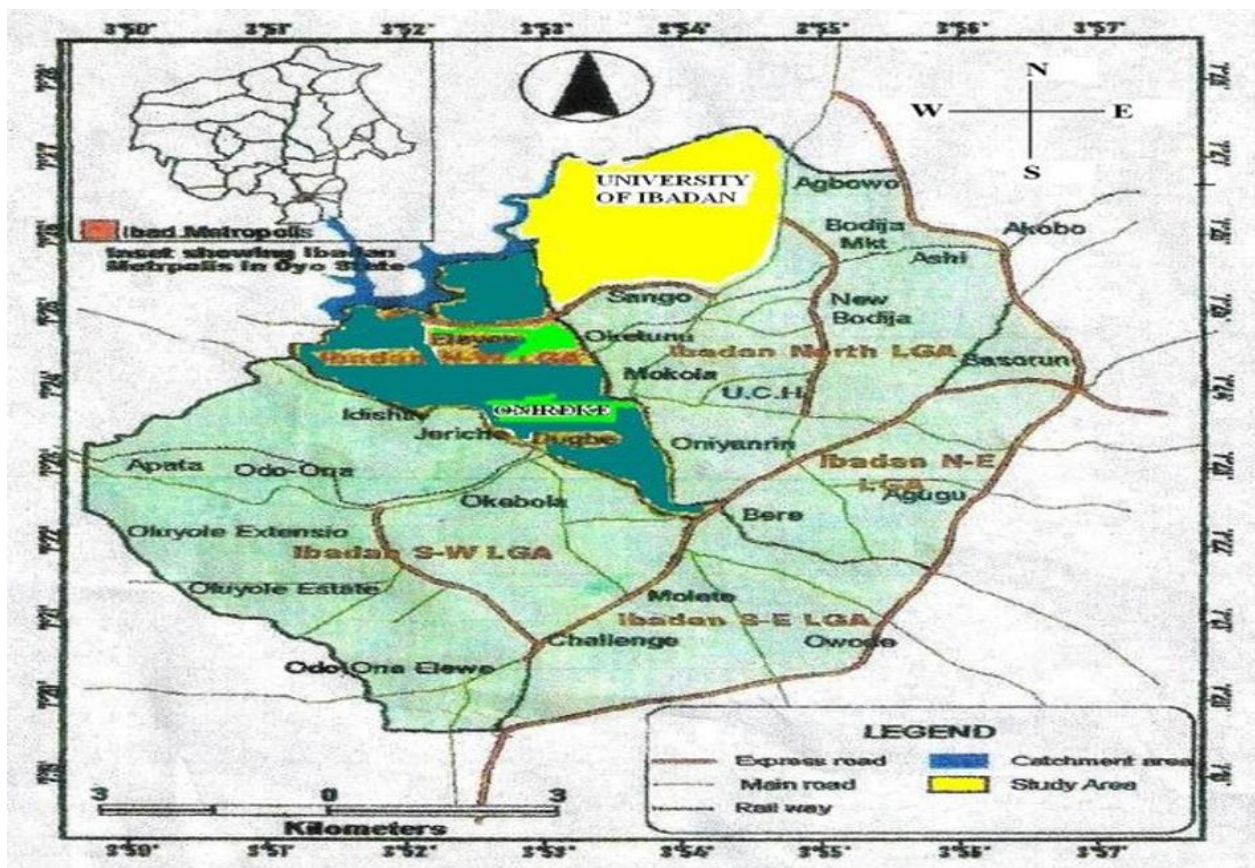 3°50' 3°51' 3°52' 3°53' 3°54' 3°55' 3°56' 3°57'
N
W E
S
UNIVERSITY
OF IBADAN
Agbowo
Bodija
Mkt
Akobo
Ashi
Ibad Metropolis
Inset showing Ibadan
Metrpolis in Oyo State
Sango
New
Bodija
Oketunu
Ibadan N-W LGA
Ibadan North LGA
Basorun
Mokola
U.C.H
Idishin
ONIREKE
Jeriche
Dugbe
Oniyanrin
Ibadan N-E
LGA
Apata
Odo-Ona
Agugu
Okebola
Bere
Oluyole Extensio
Ibadan S-W LGA
Oluyole Estate
Molete
Ibadan S-E LGA
Challenge
Owode
Odo Ona Elewe
LEGEND
Express road
Catchment area
Main road
Study Area
Rail way
3 0 3
Kilometers
3°50' 3°51' 3°52' 3°53' 3°54' 3°55' 3°56' 3°57'